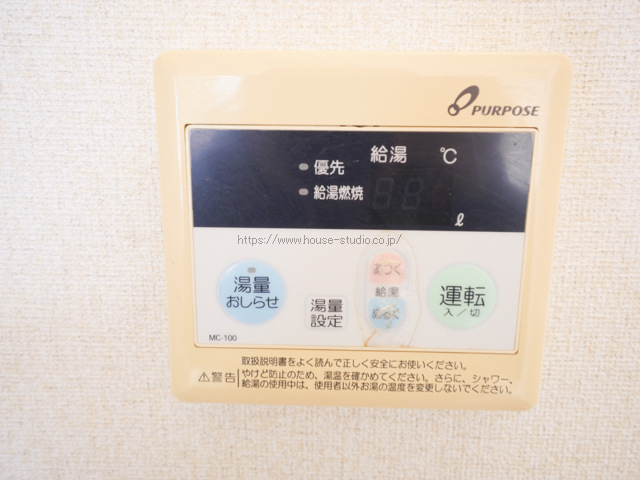 PURPOSE
給湯 ℃
優先
給湯燃焼
ℓ
https://www.house-studio.co.jp/
湯量
おしらせ
湯量
設定
あつく
給湯
ぬるく
運転
入/切
MC-100
取扱説明書をよく読んで正しく安全にお使いください。
⚠警告 やけど防止のため、湯温を確かめてください。さらに、シャワー、
給湯の使用中は、使用者以外お湯の温度を変更しないでください。